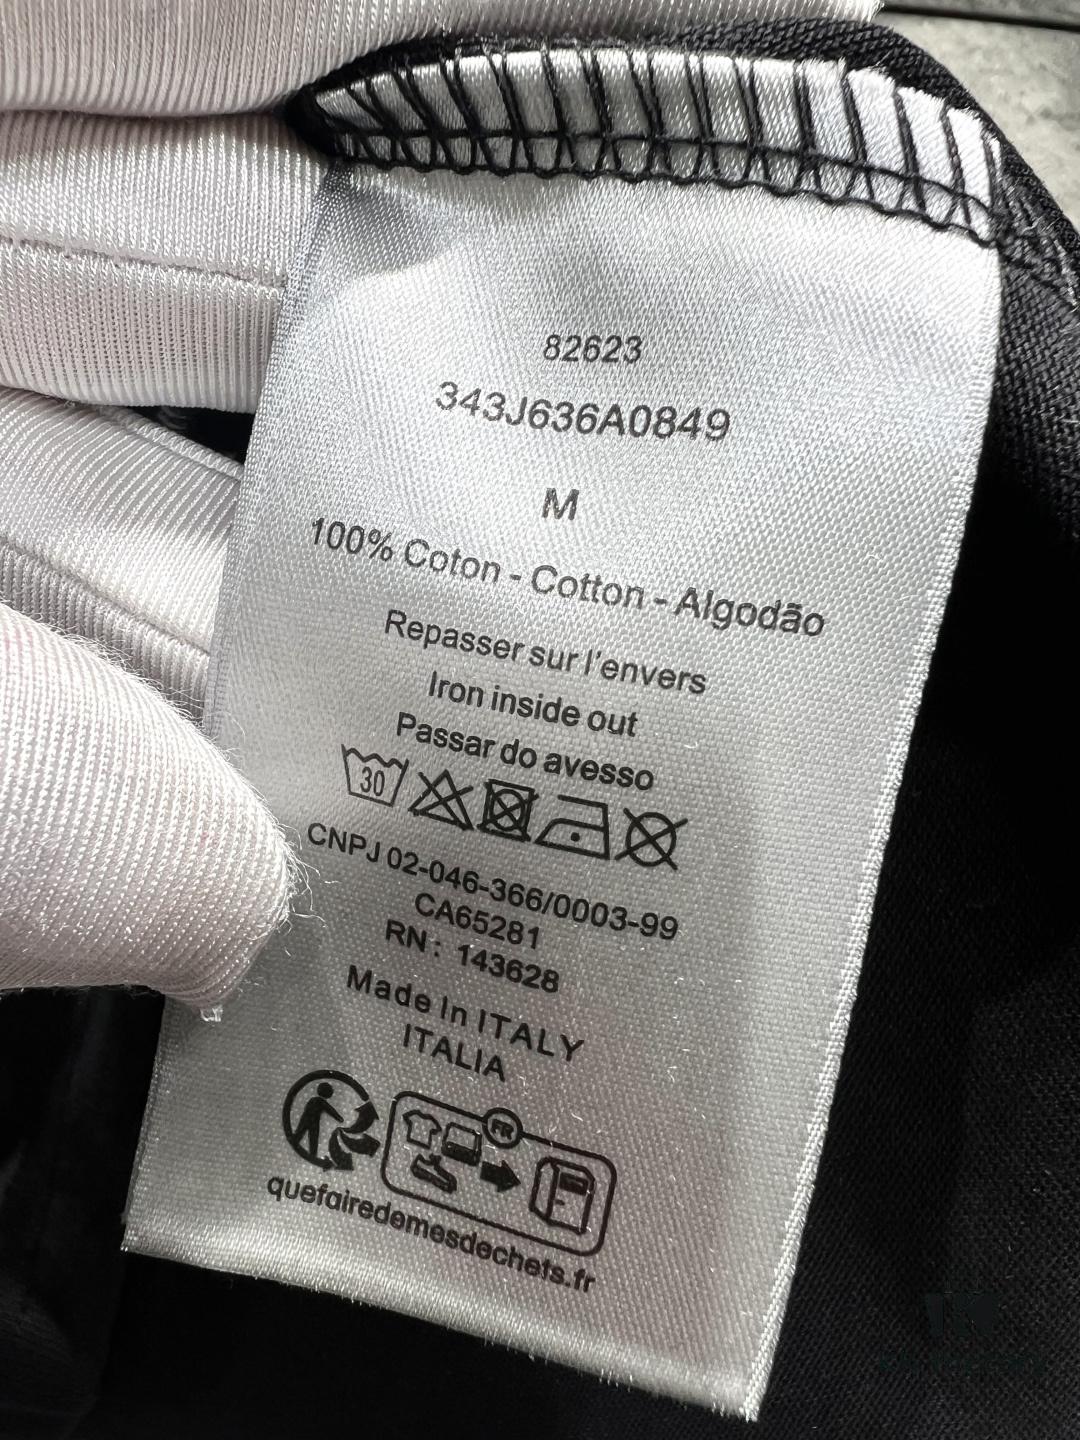 82623
343J636A0849
M
100% Coton - Cotton - Algodão
Repasser sur l'envers
Iron inside out
Passar do avesso
30
CNPJ 02-046-366/0003-99
CA65281
RN : 143628
Made In ITALY
ITALIA
FR
quefairedemesdechets.fr